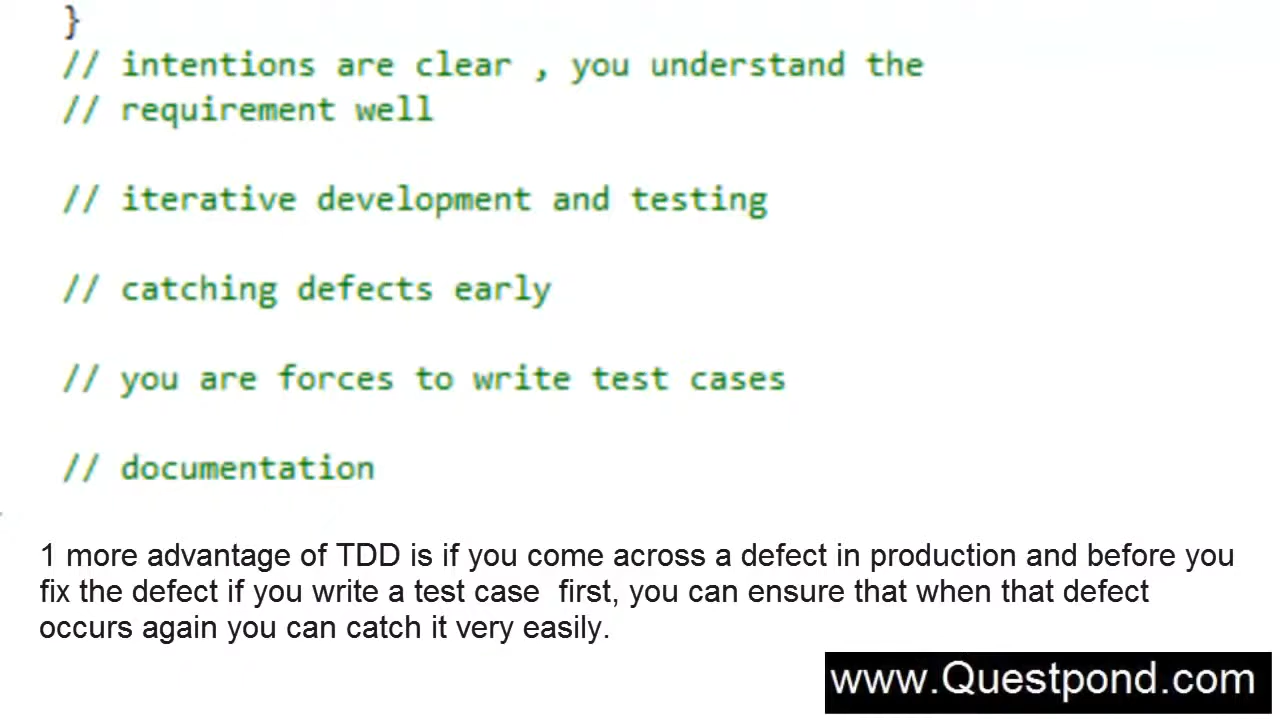 }
// intentions are clear , you understand the
// requirement well
// iterative development and testing
// catching defects early
// you are forces to write test cases
// documentation
1 more advantage of TDD is if you come across a defect in production and before you
fix the defect if you write a test case  first, you can ensure that when that defect
occurs again you can catch it very easily.
www.Questpond.com